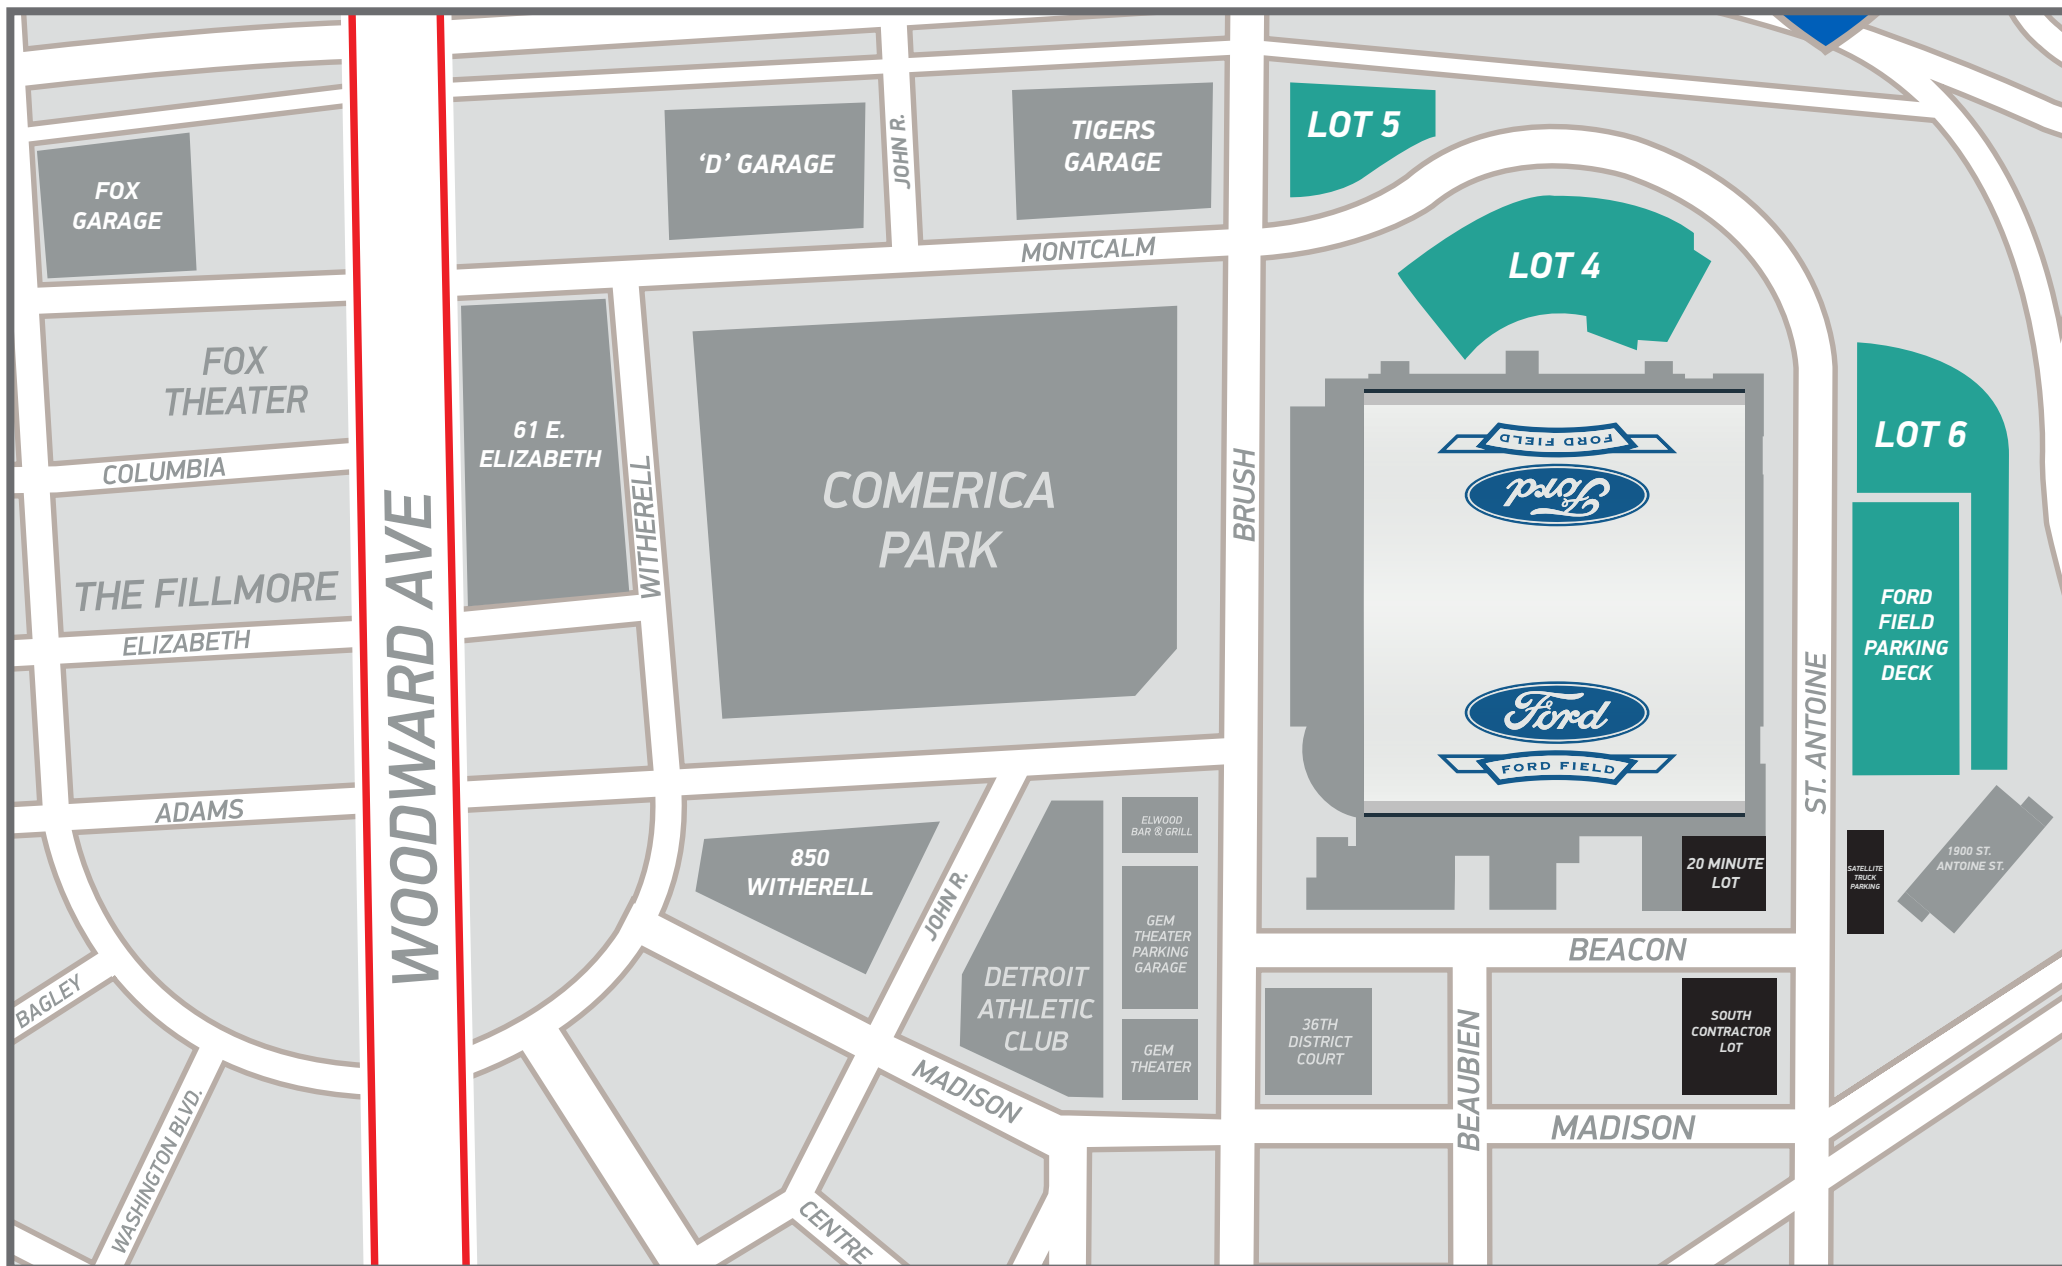 FOX
GARAGE
'D' GARAGE
JOHN R.
TIGERS
GARAGE
LOT 5
MONTCALM
LOT 4
FOX
THEATER
COLUMBIA
61 E.
ELIZABETH
WITHERELL
COMERICA
PARK
BRUSH
FORD FIELD
Ford
LOT 6
WOODWARD AVE
THE FILLMORE
ELIZABETH
FORD
FIELD
PARKING
DECK
Ford
FORD FIELD
ST. ANTOINE
ADAMS
850
WITHERELL
JOHN R.
ELWOOD
BAR & GRILL
GEM
THEATER
PARKING
GARAGE
DETROIT
ATHLETIC
CLUB
GEM
THEATER
20 MINUTE
LOT
SATELLITE
TRUCK
PARKING
1900 ST.
ANTOINE ST.
BEACON
BAGLEY
36TH
DISTRICT
COURT
BEAUBIEN
SOUTH
CONTRACTOR
LOT
MADISON
MADISON
WASHINGTON BLVD.
CENTRE